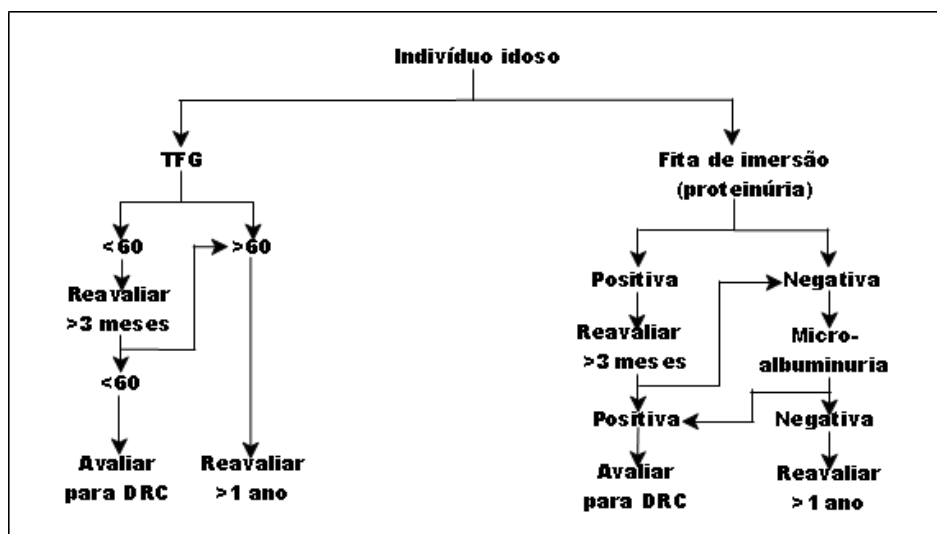 Indivíduo idoso
TFG
Fita de imersão
(proteinúria)
<60
>60
Reavaliar
>3 meses
<60
Avaliar
para DRC
Reavaliar
>1 ano
Positiva
Negativa
Reavaliar
>3 meses
Micro-
albuminuria
Positiva
Negativa
Avaliar
para DRC
Reavaliar
>1 ano